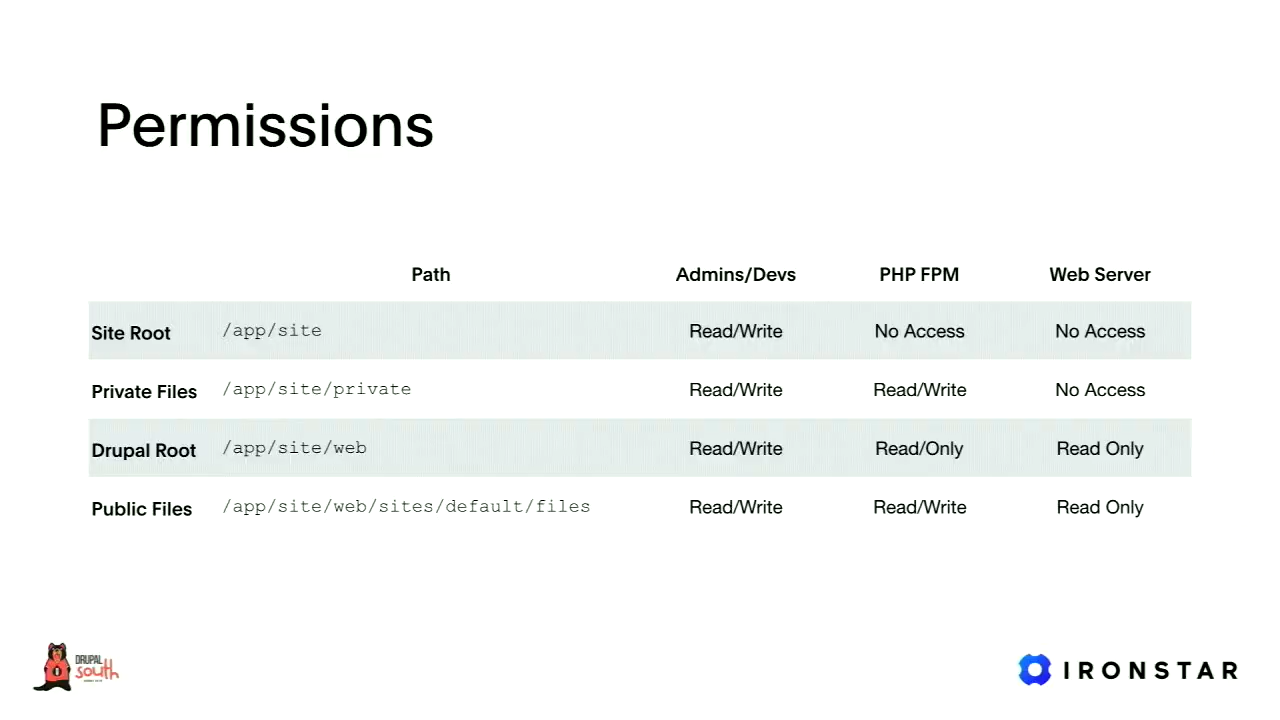 Permissions
Path Admins/Devs PHP FPM Web Server
Site Root /app/site Read/Write No Access No Access
Private Files /app/site/private Read/Write Read/Write No Access
Drupal Root /app/site/web Read/Write Read/Only Read Only
Public Files /app/site/web/sites/default/files Read/Write Read/Write Read Only
DRUPAL
south
IRONSTAR